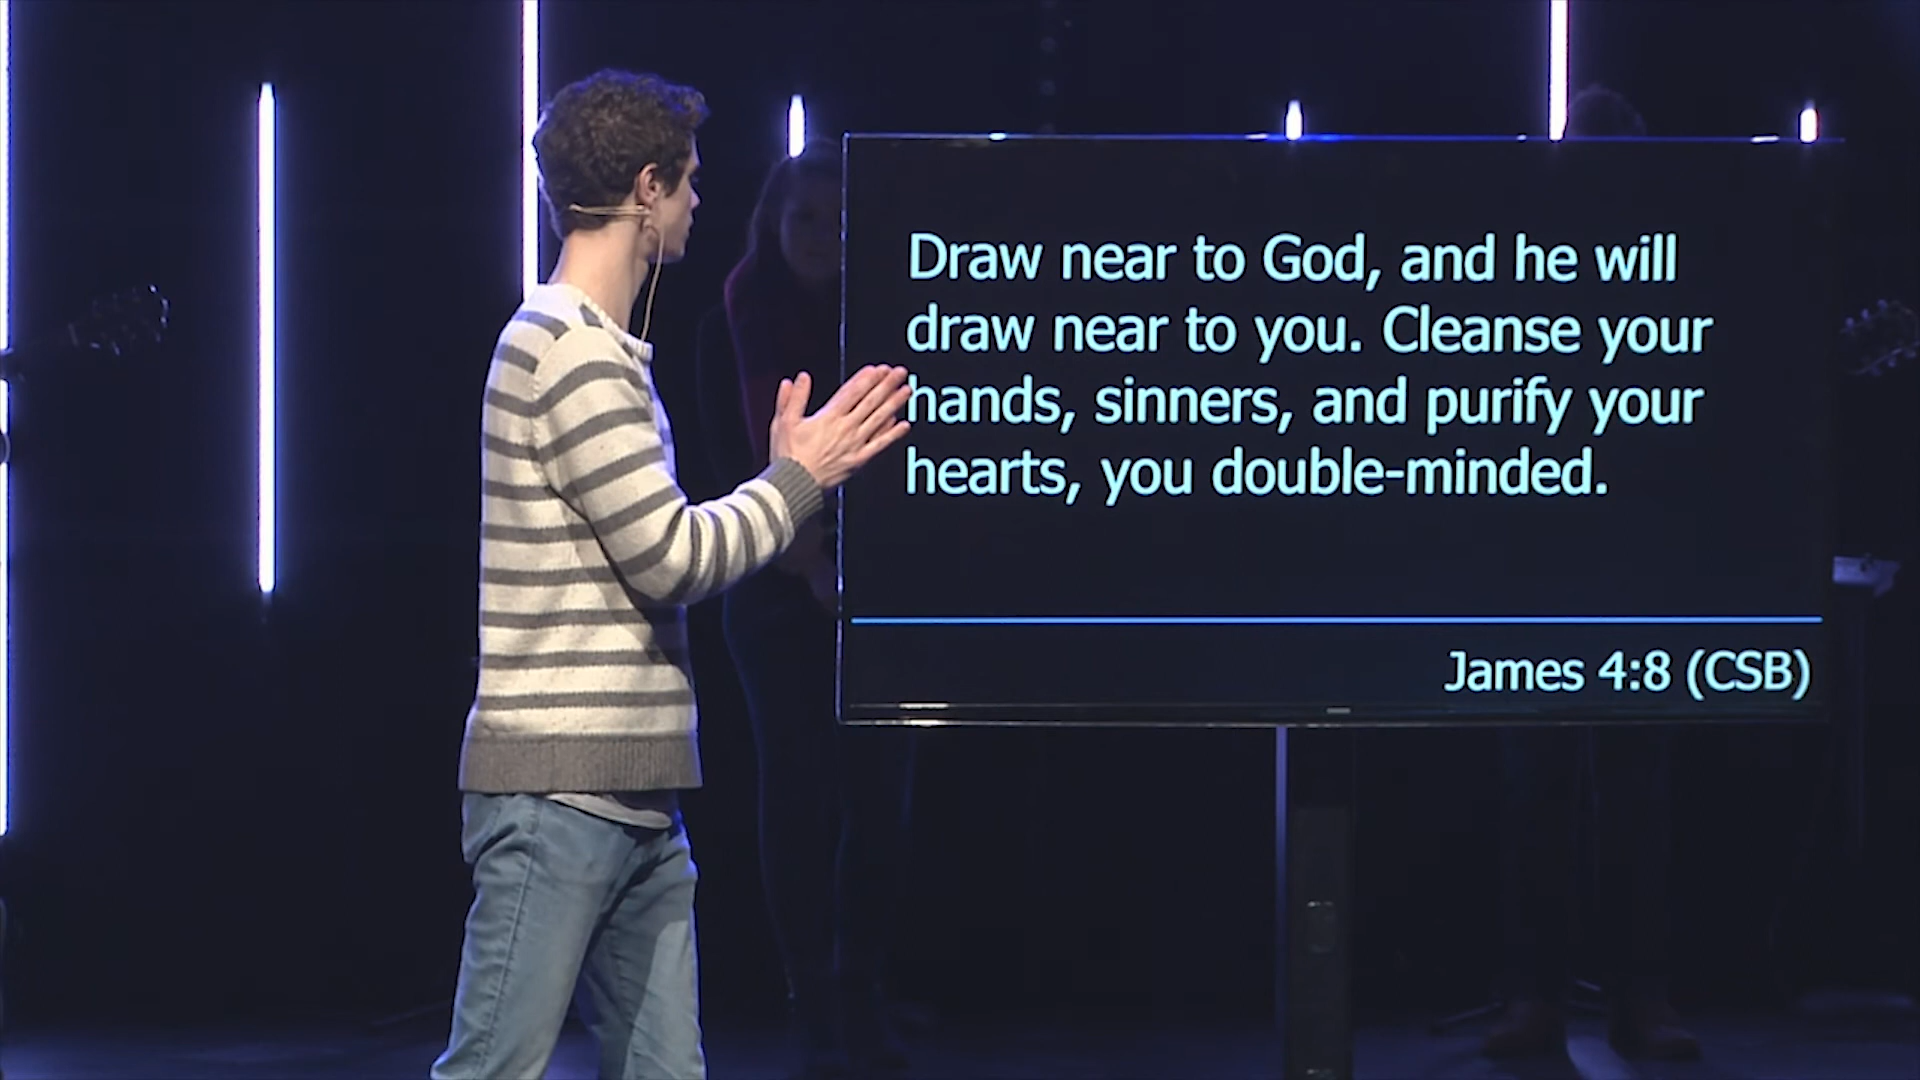 Draw near to God, and he will
draw near to you. Cleanse your
hands, sinners, and purify your
hearts, you double-minded.
James 4:8 (CSB)